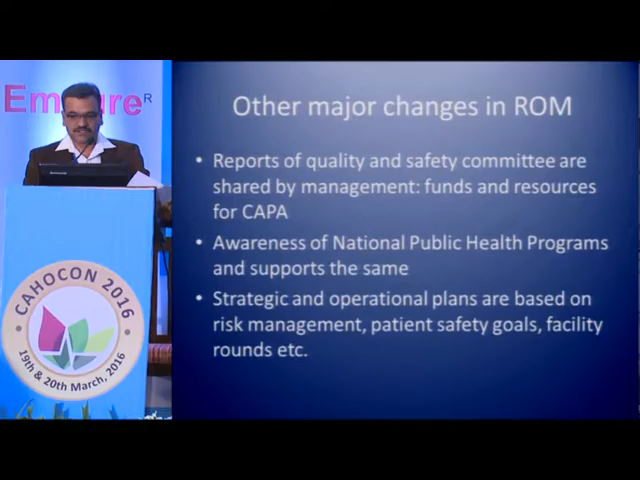 Other major changes in ROM
• Reports of quality and safety committee are
shared by management: funds and resources
for CAPA
• Awareness of National Public Health Programs
and supports the same
• Strategic and operational plans are based on
risk management, patient safety goals, facility
rounds etc.
CAHOCON 2016
19th & 20th March, 2016